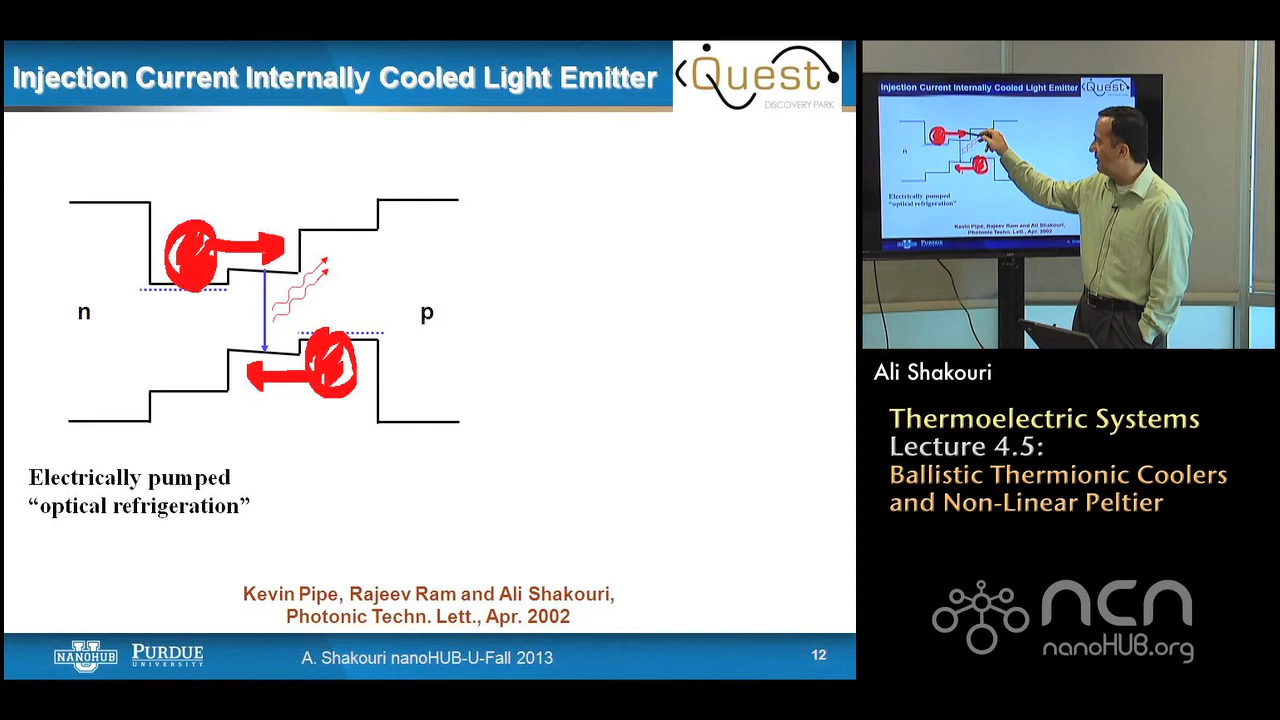 Injection Current Internally Cooled Light Emitter
Quest
DISCOVERY PARK
n
p
Electrically pumped
“optical refrigeration”
Kevin Pipe, Rajeev Ram and Ali Shakouri,
Photonic Techn. Lett., Apr. 2002
NANOHUB
PURDUE
UNIVERSITY
A. Shakouri nanoHUB-U-Fall 2013
12
Injection Current Internally Cooled Light Emitter
Quest
n
Electrically pumped
“optical refrigeration”
Kevin Pipe, Rajeev Ram and Ali Shakouri,
Photonic Techn. Lett., Apr. 2002
PURDUE
Ali Shakouri
Thermoelectric Systems
Lecture 4.5:
Ballistic Thermionic Coolers
and Non-Linear Peltier
ncn
nanoHUB.org